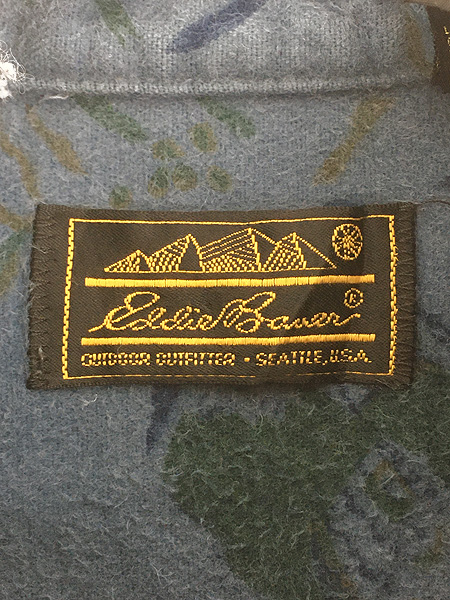 Eddie Bauer®
OUTDOOR OUTFITTER • SEATTLE, U.S.A.